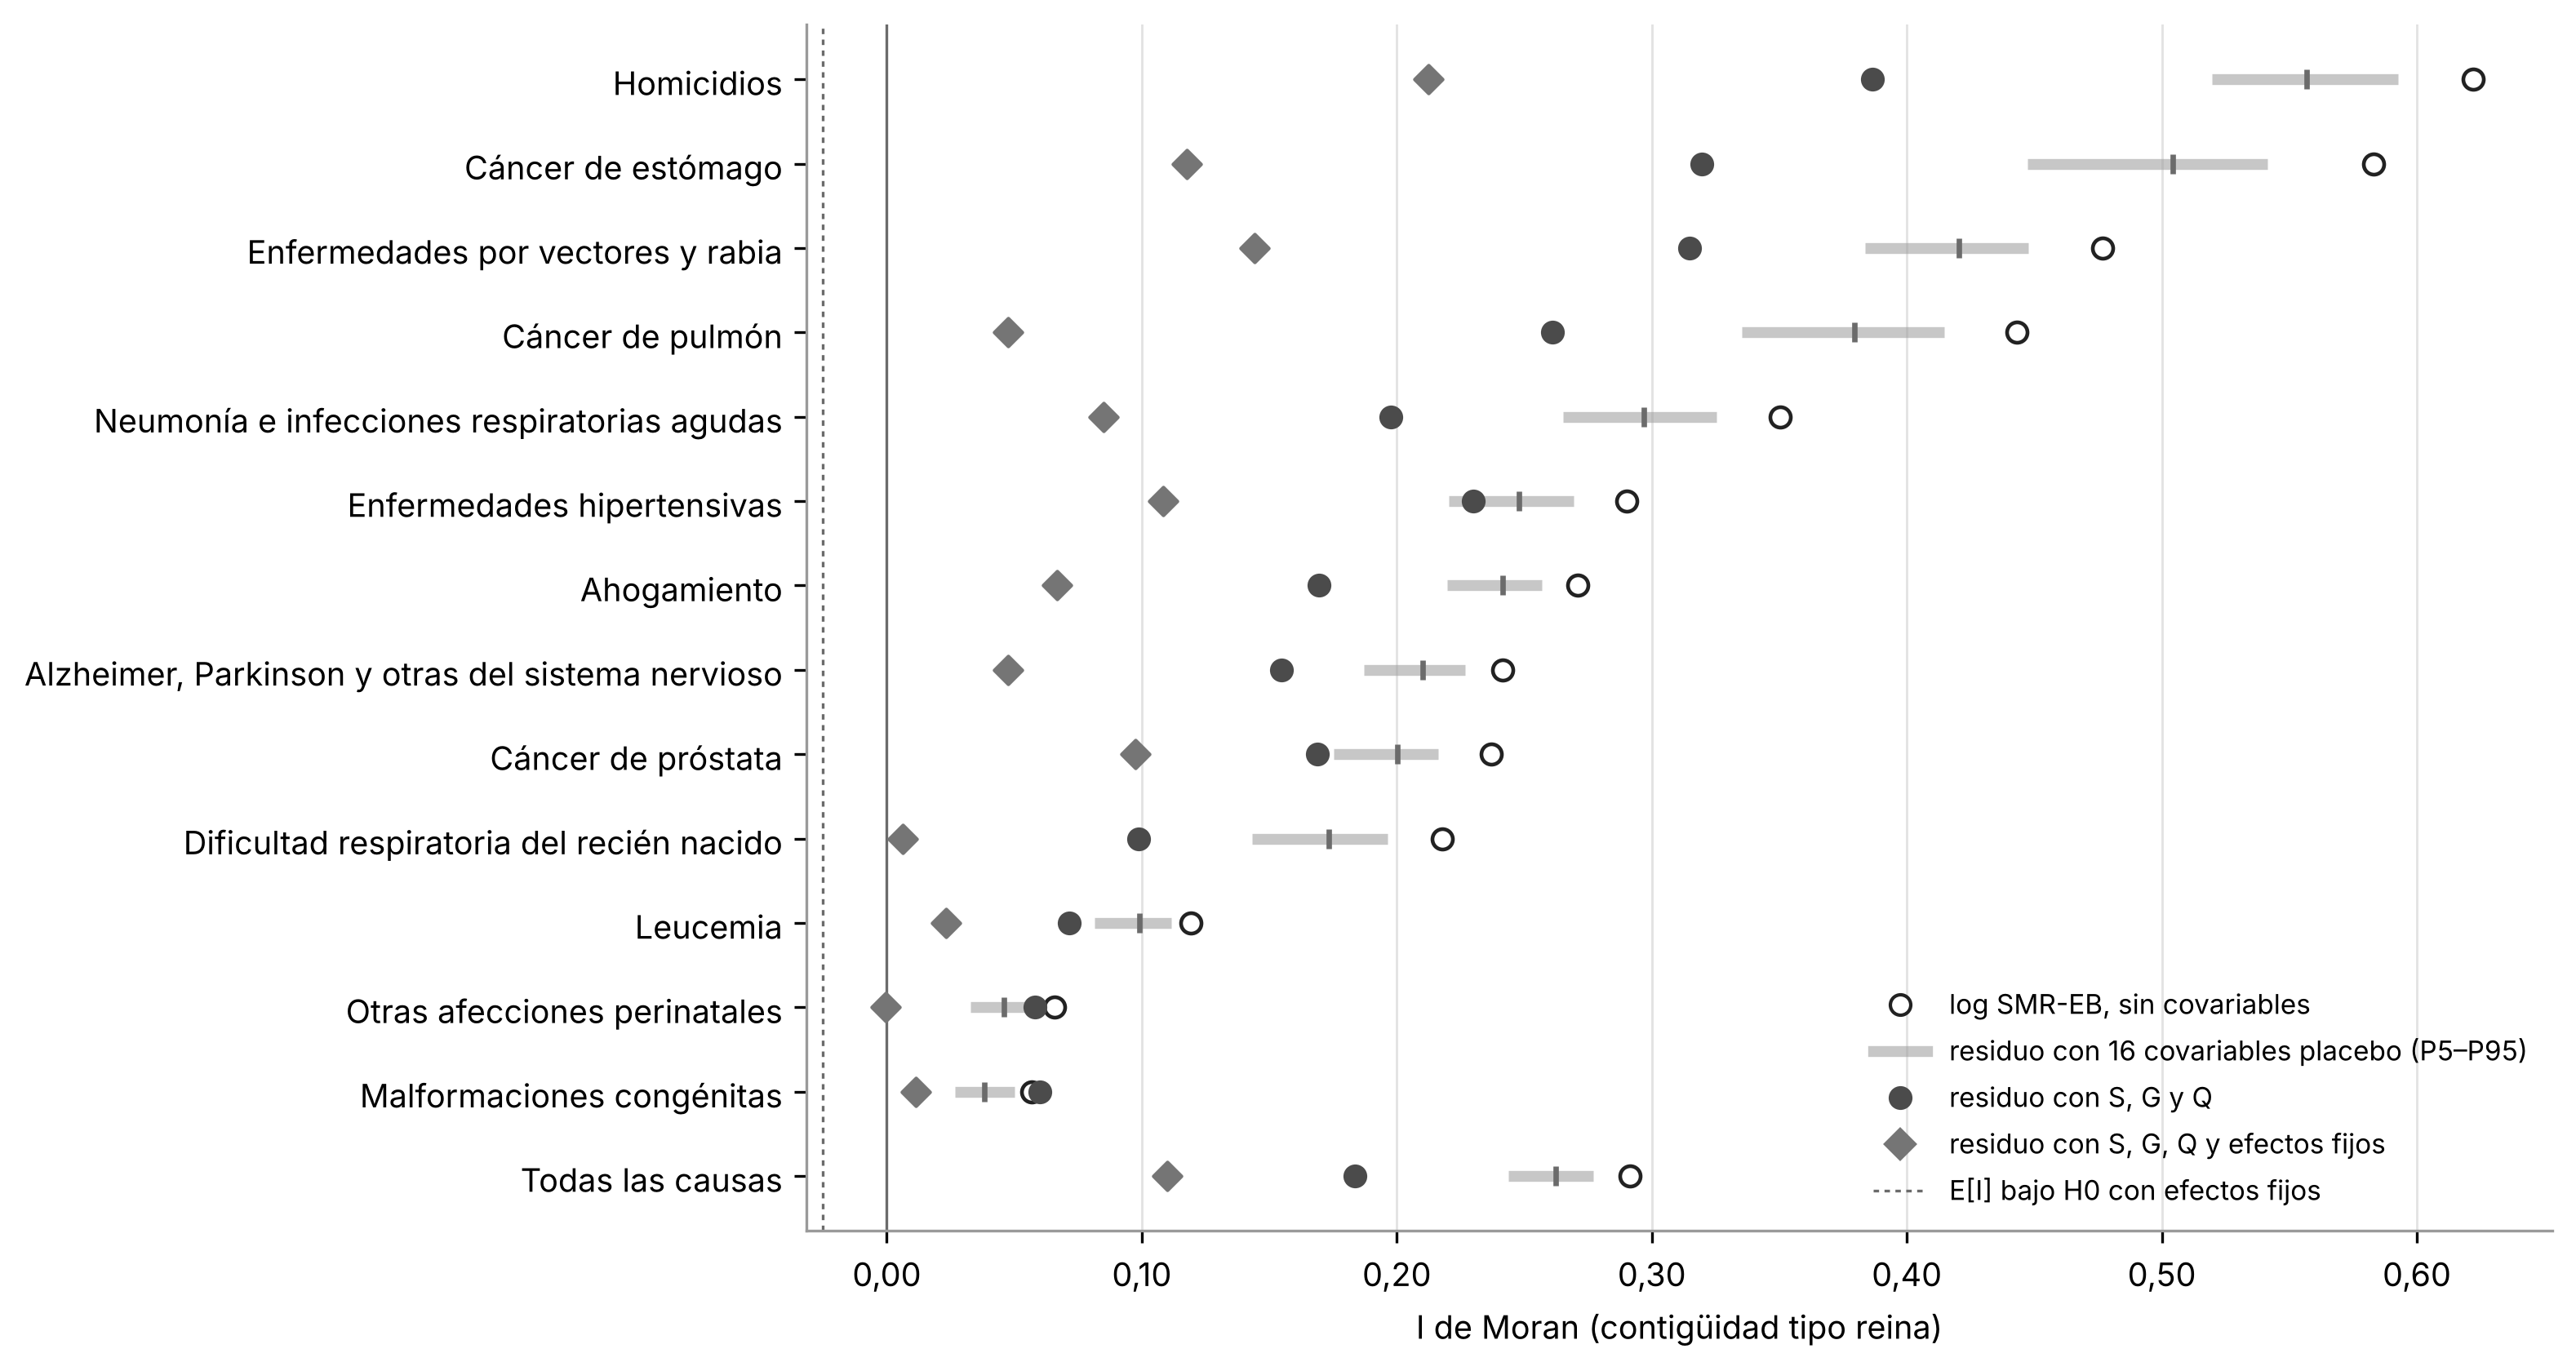 Homicidios
Cáncer de estómago
Enfermedades por vectores y rabia
Cáncer de pulmón
Neumonía e infecciones respiratorias agudas
Enfermedades hipertensivas
Ahogamiento
Alzheimer, Parkinson y otras del sistema nervioso
Cáncer de próstata
Dificultad respiratoria del recién nacido
Leucemia
Otras afecciones perinatales
Malformaciones congénitas
Todas las causas
log SMR-EB, sin covariables
residuo con 16 covariables placebo (P5–P95)
residuo con S, G y Q
residuo con S, G, Q y efectos fijos
E[I] bajo H0 con efectos fijos
0,00 0,10 0,20 0,30 0,40 0,50 0,60
I de Moran (contigüidad tipo reina)